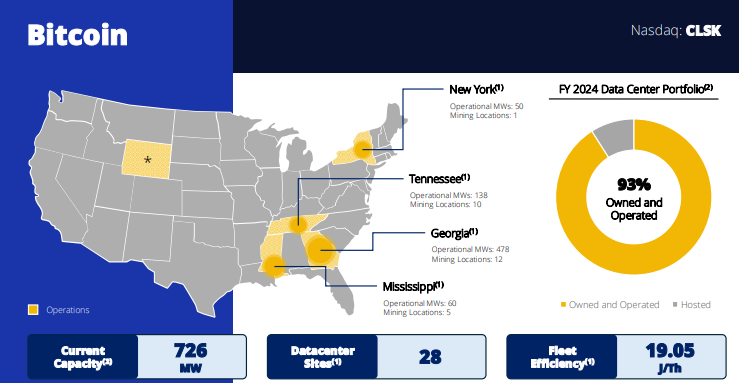 Bitcoin
Nasdaq: CLSK
New York(1)
Operational MWs: 50
Mining Locations: 1
Tennessee(1)
Operational MWs: 138
Mining Locations: 10
Georgia(1)
Operational MWs: 478
Mining Locations: 12
Mississippi(1)
Operational MWs: 60
Mining Locations: 5
*
Operations
FY 2024 Data Center Portfolio(2)
93%
Owned and
Operated
Owned and Operated
Hosted
Current
Capacity(2)
726
MW
Datacenter
Sites(1)
28
Fleet
Efficiency(1)
19.05
J/Th